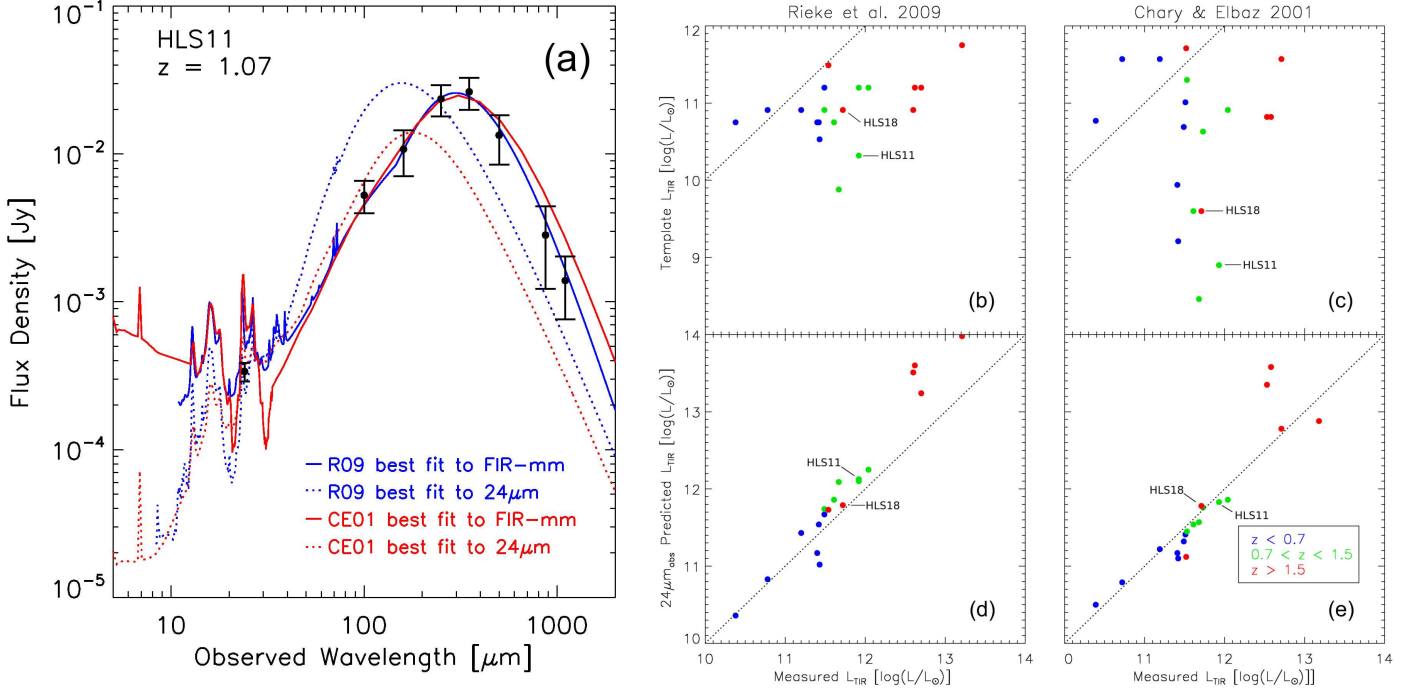 HLS11
z = 1.07
(a)
Flux Density [Jy]
10⁻¹
10⁻²
10⁻³
10⁻⁴
10⁻⁵
R09 best fit to FIR-mm
R09 best fit to 24μm
CE01 best fit to FIR-mm
CE01 best fit to 24μm
10 100 1000
Observed Wavelength [μm]
Rieke et al. 2009
Chary & Elbaz 2001
Template L_TIR [log(L/L⊙)]
12
11
10
9
HLS18
HLS11
(b)
HLS18
HLS11
(c)
24μm_obs Predicted L_TIR [log(L/L⊙)]
14
13
12
11
10
HLS11
HLS18
(d)
HLS18
HLS11
z < 0.7
0.7 < z < 1.5
z > 1.5
(e)
10 11 12 13 14
0 11 12 13 14
Measured L_TIR [log(L/L⊙)]
Measured L_TIR [log(L/L⊙)]]